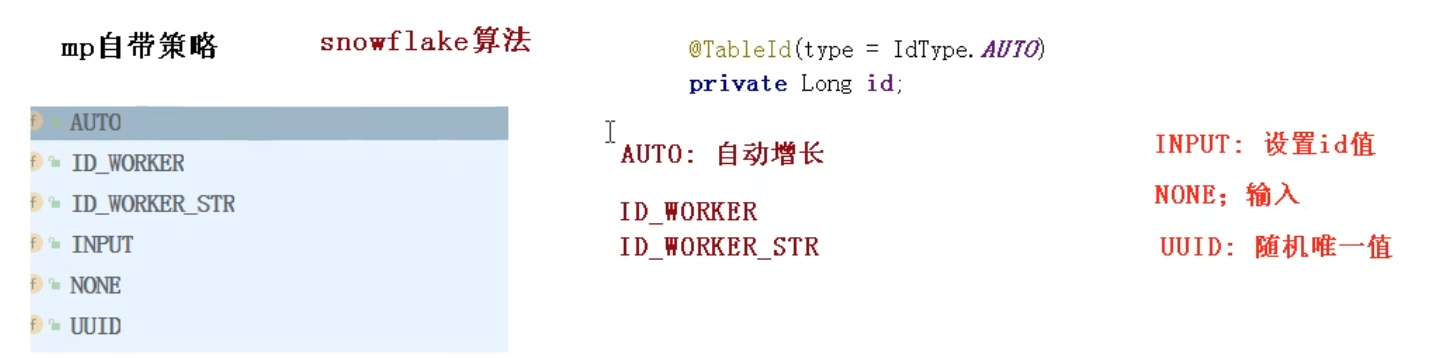 mp自带策略
snowflake算法
@TableId(type = IdType.AUTO)
private Long id;
AUTO
ID_WORKER
ID_WORKER_STR
INPUT
NONE
UUID
AUTO: 自动增长
ID_WORKER
ID_WORKER_STR
INPUT: 设置id值
NONE; 输入
UUID: 随机唯一值